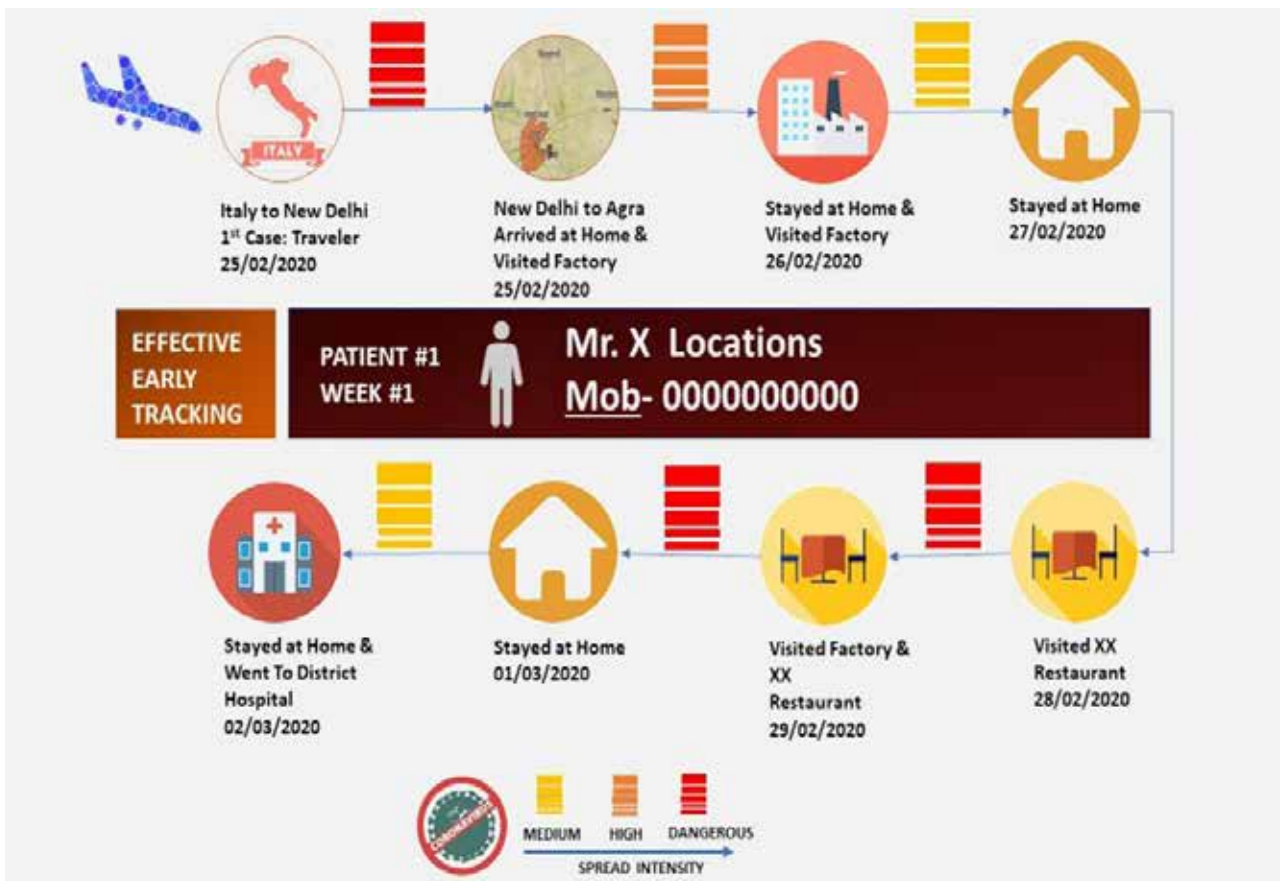 ITALY
Italy to New Delhi
1st Case: Traveler
25/02/2020
New Delhi to Agra
Arrived at Home &
Visited Factory
25/02/2020
Stayed at Home &
Visited Factory
26/02/2020
Stayed at Home
27/02/2020
EFFECTIVE
EARLY
TRACKING
PATIENT #1
WEEK #1
Mr. X Locations
Mob- 0000000000
Stayed at Home &
Went To District
Hospital
02/03/2020
Stayed at Home
01/03/2020
Visited Factory &
XX
Restaurant
29/02/2020
Visited XX
Restaurant
28/02/2020
CORONAVIRUS
MEDIUM
HIGH
DANGEROUS
SPREAD INTENSITY